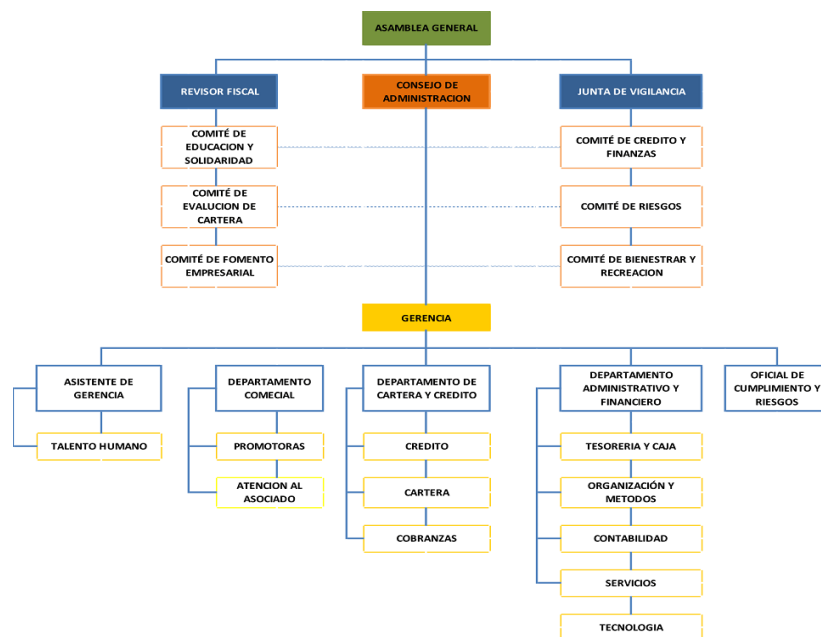 ASAMBLEA GENERAL
REVISOR FISCAL
CONSEJO DE
ADMINISTRACION
JUNTA DE VIGILANCIA
COMITÉ DE
EDUCACION Y
SOLIDARIDAD
COMITÉ DE CREDITO Y
FINANZAS
COMITÉ DE
EVALUCION DE
CARTERA
COMITÉ DE RIESGOS
COMITÉ DE FOMENTO
EMPRESARIAL
COMITÉ DE BIENESTRAR Y
RECREACION
GERENCIA
ASISTENTE DE
GERENCIA
DEPARTAMENTO
COMECIAL
DEPARTAMENTO DE
CARTERA Y CREDITO
DEPARTAMENTO
ADMINISTRATIVO Y
FINANCIERO
OFICIAL DE
CUMPLIMIENTO Y
RIESGOS
TALENTO HUMANO
PROMOTORAS
CREDITO
TESORERIA Y CAJA
ATENCION AL
ASOCIADO
CARTERA
ORGANIZACIÓN Y
METODOS
COBRANZAS
CONTABILIDAD
SERVICIOS
TECNOLOGIA